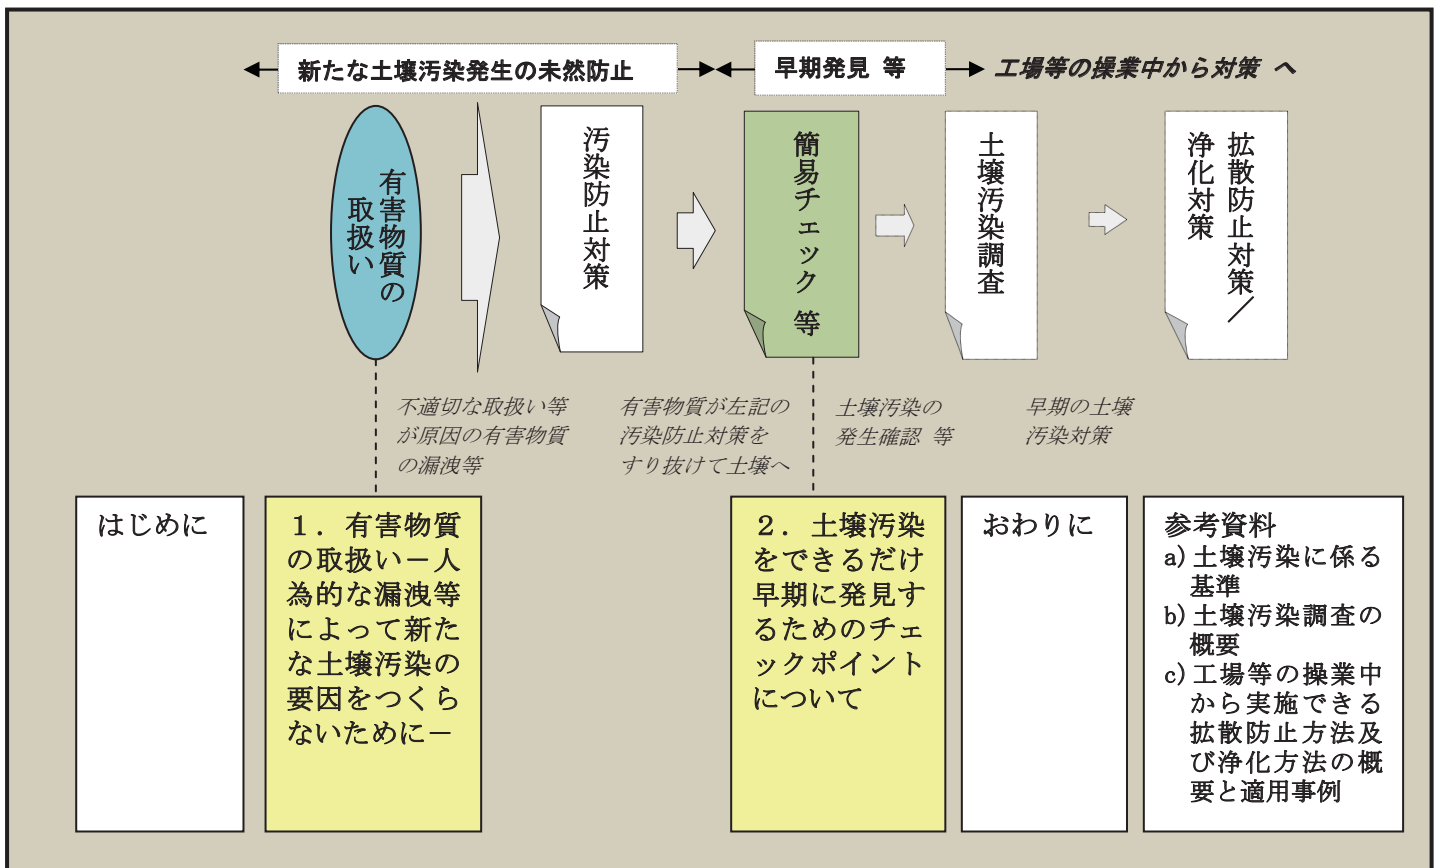 新たな土壌汚染発生の未然防止
早期発見 等
工場等の操業中から対策 へ
有害物質の
取扱い
汚染防止対策
簡易チェック 等
土壌汚染調査
拡散防止対策／
浄化対策
不適切な取扱い等
が原因の有害物質
の漏洩等
有害物質が左記の
汚染防止対策を
すり抜けて土壌へ
土壌汚染の
発生確認 等
早期の土壌
汚染対策
はじめに
１．有害物質
の取扱い－人
為的な漏洩等
によって新た
な土壌汚染の
要因をつくら
ないために－
２．土壌汚染
をできるだけ
早期に発見す
るためのチェ
ックポイント
について
おわりに
参考資料
a)土壌汚染に係る
基準
b)土壌汚染調査の
概要
c)工場等の操業中
から実施できる
拡散防止方法及
び浄化方法の概
要と適用事例